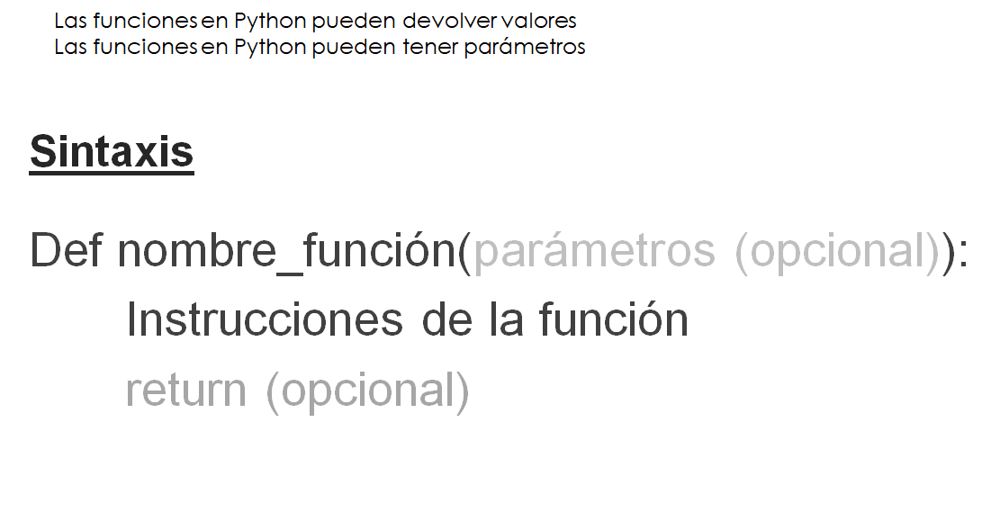 Las funciones en Python pueden devolver valores
Las funciones en Python pueden tener parámetros
Sintaxis
Def nombre_función(parámetros (opcional)):
Instrucciones de la función
return (opcional)